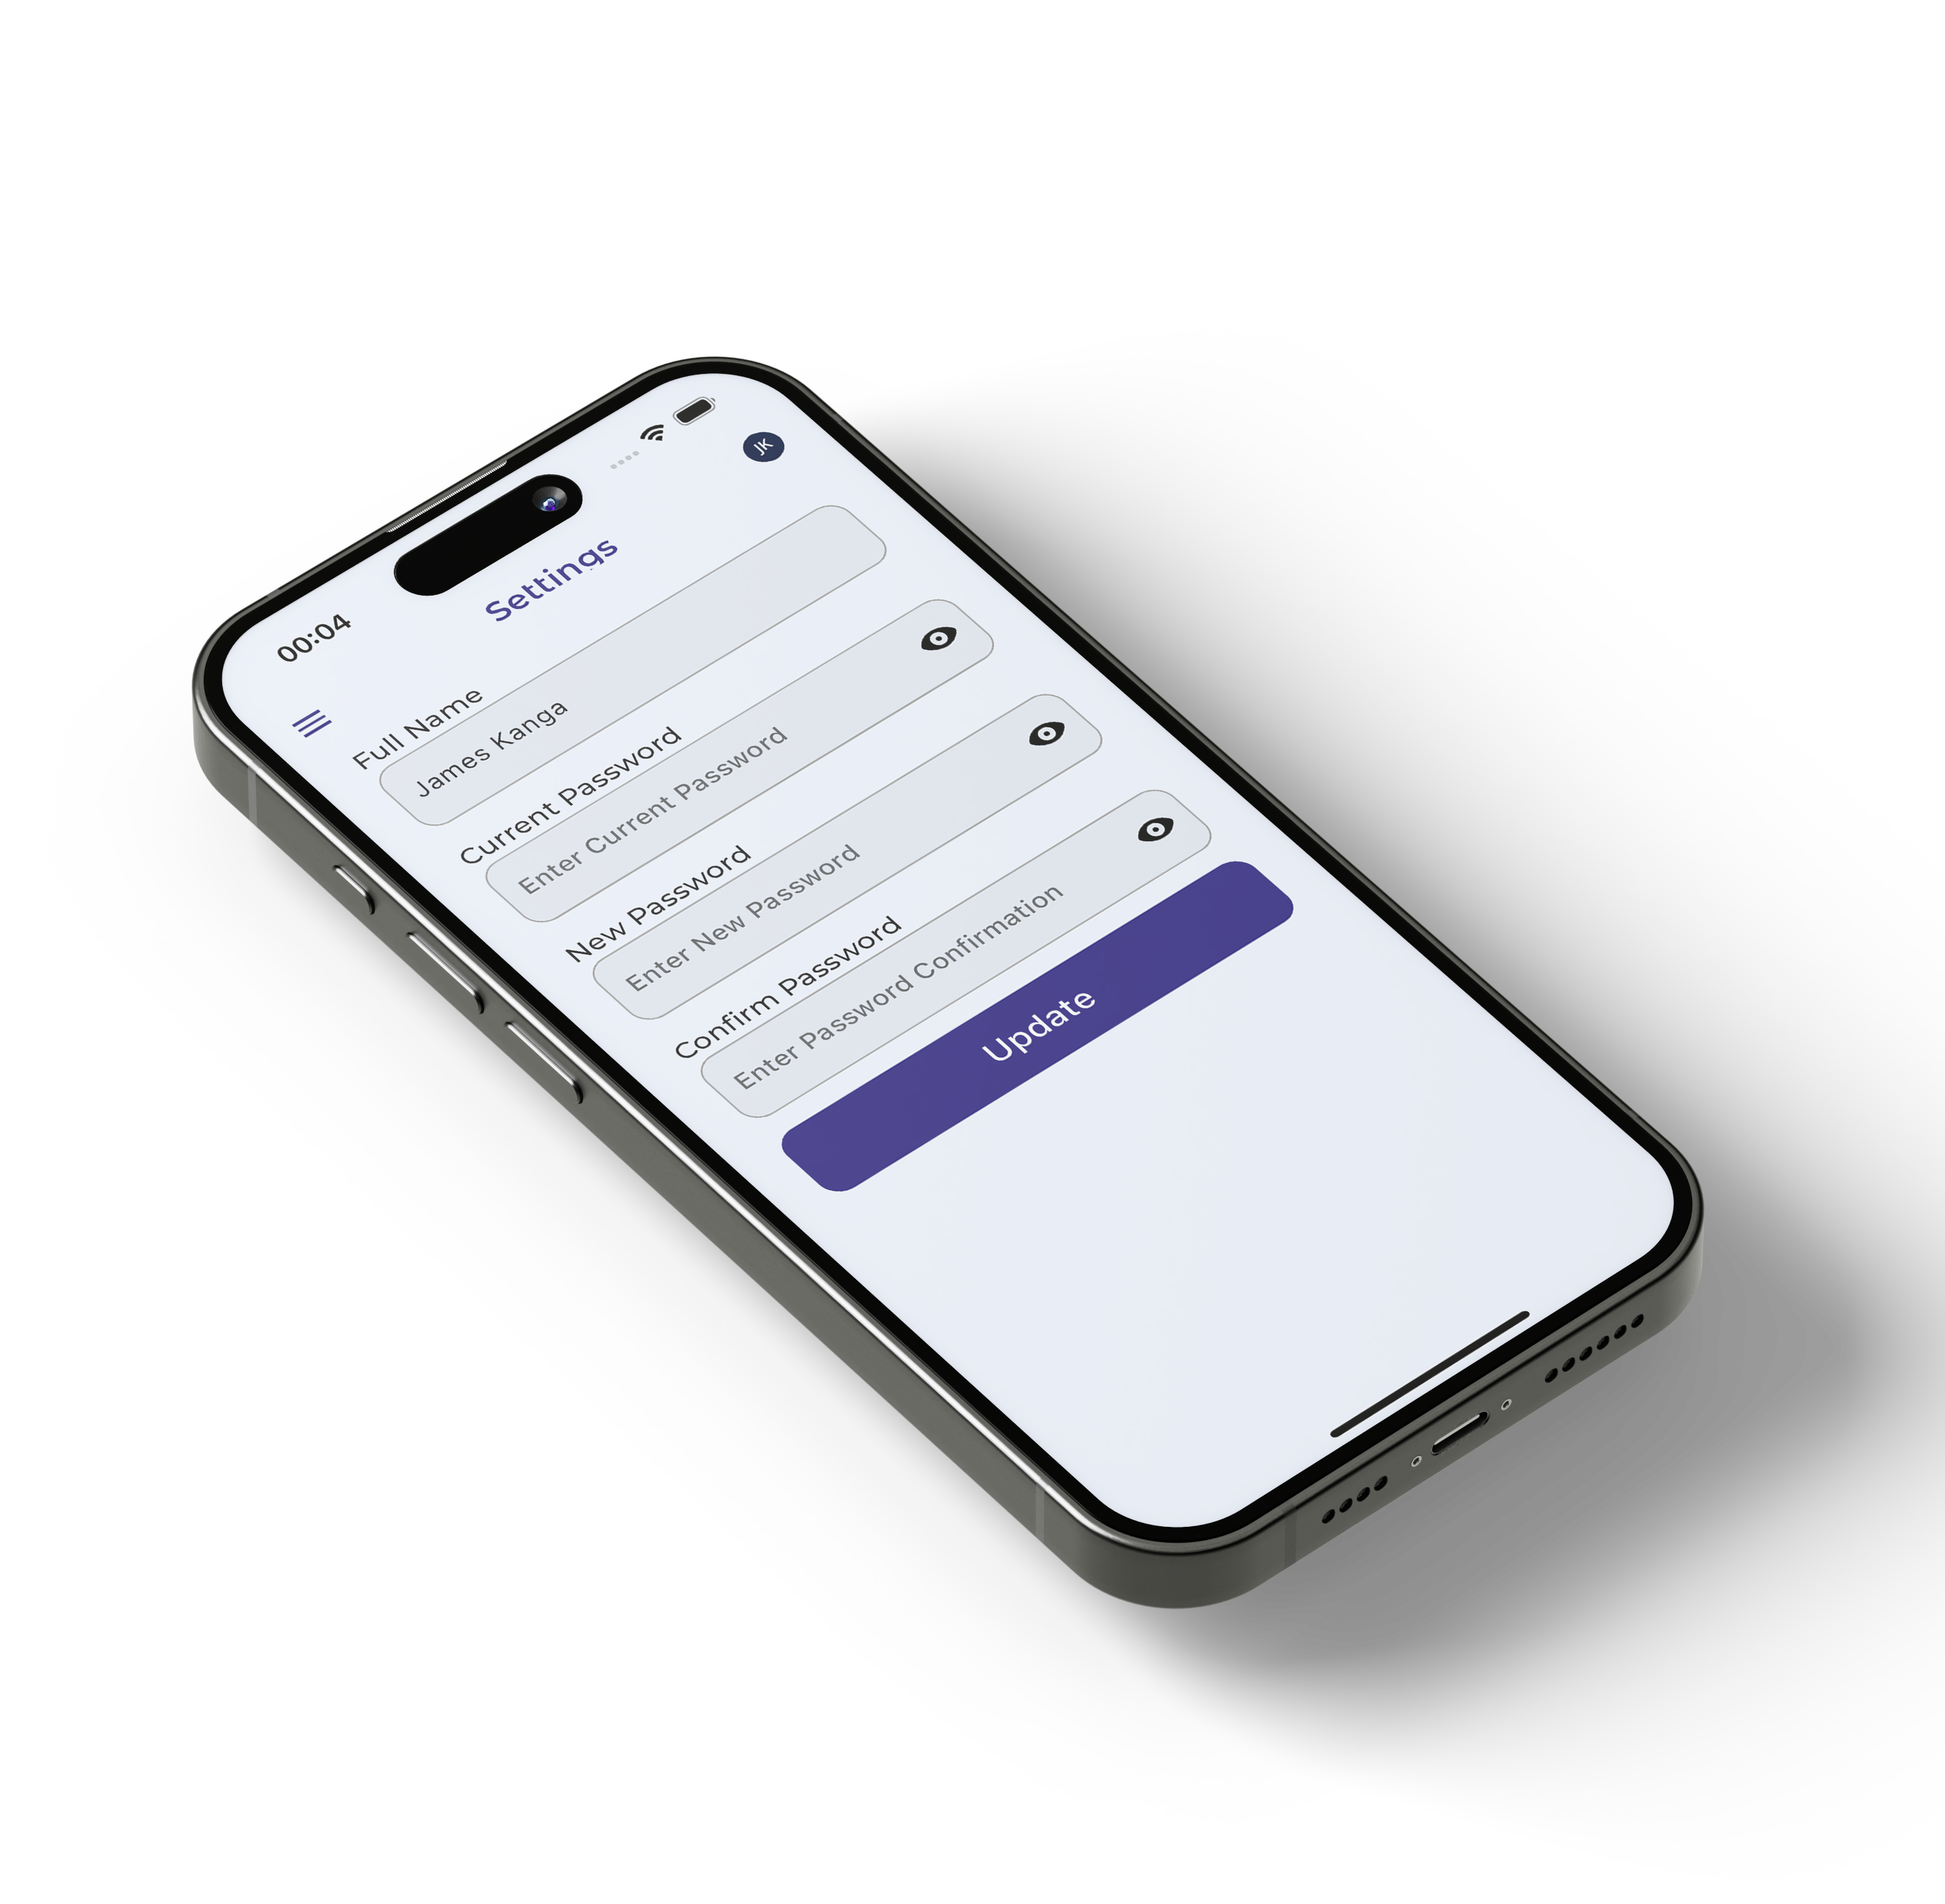 00:04
JK
Settings
Full Name
James Kanga
Current Password
Enter Current Password
New Password
Enter New Password
Confirm Password
Enter Password Confirmation
Update